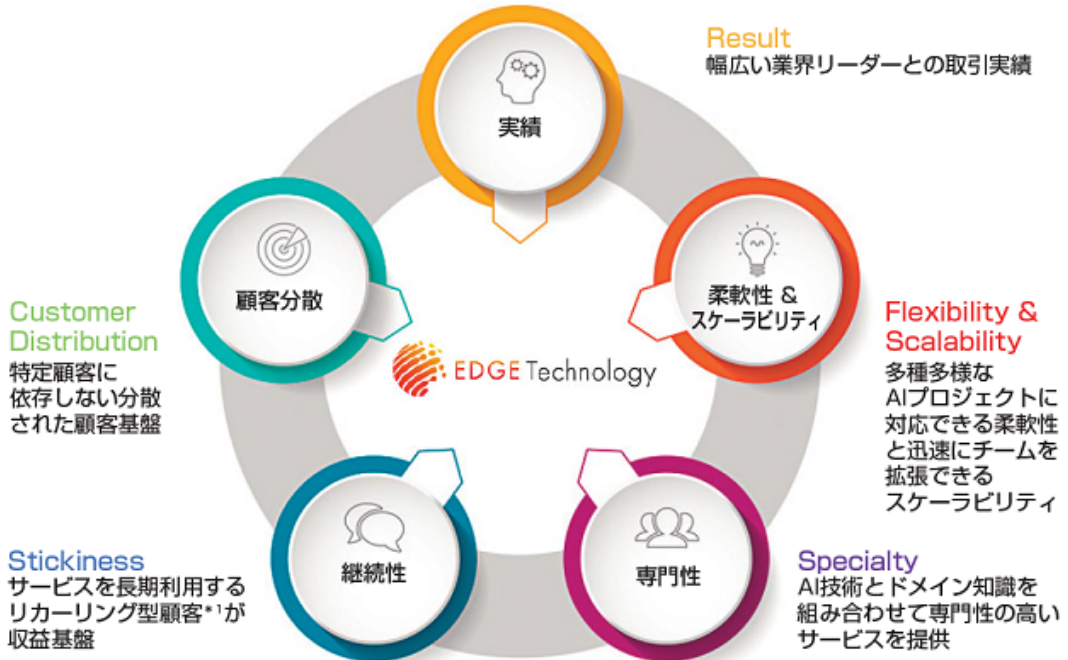 実績
Result
幅広い業界リーダーとの取引実績
柔軟性 &
スケーラビリティ
Flexibility &
Scalability
多種多様な
AIプロジェクトに
対応できる柔軟性
と迅速にチームを
拡張できる
スケーラビリティ
専門性
Specialty
AI技術とドメイン知識を
組み合わせて専門性の高い
サービスを提供
継続性
Stickiness
サービスを長期利用する
リカーリング型顧客*1が
収益基盤
顧客分散
Customer
Distribution
特定顧客に
依存しない分散
された顧客基盤
EDGE Technology